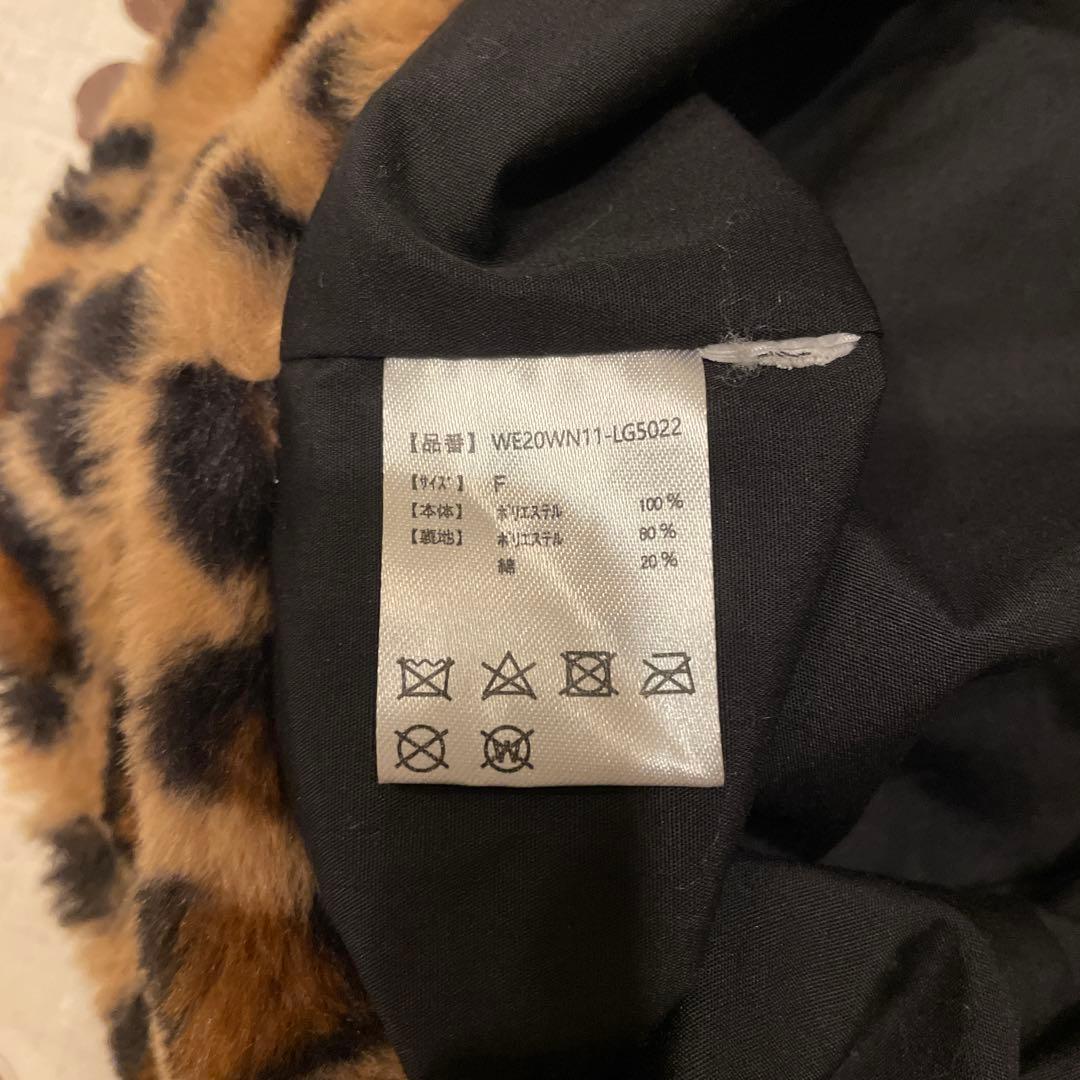 【品番】 WE20WN11-LG5022
【サイズ】 F
【本体】 ポリエステル 100%
【裏地】 ポリエステル 80%
綿 20%
W